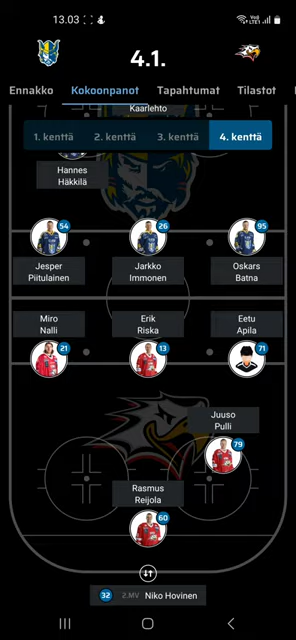 13.03
4.1.
Ennakko Kokoonpanot Tapahtumat Tilastot
Kaarlehto
1. kenttä 2. kenttä 3. kenttä 4. kenttä
Hannes
Häkkilä
54 26 95
Jesper
Piitulainen
Jarkko
Immonen
Oskars
Batna
Miro
Nalli
Erik
Riska
Eetu
Apila
21 13 71
Juuso
Pulli
79
Rasmus
Reijola
60
32 2.MV Niko Hovinen